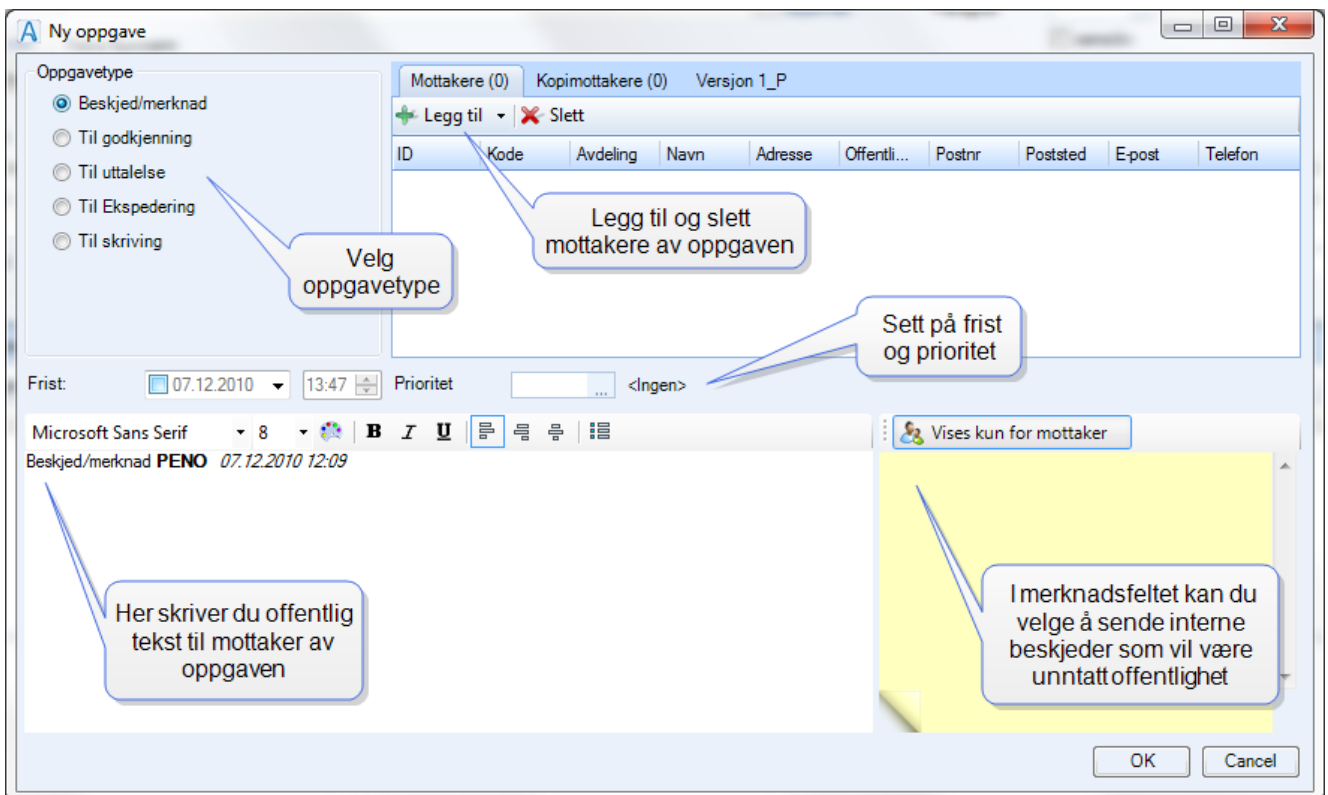 Ny oppgave
Oppgavetype
Beskjed/merknad
Til godkjenning
Til uttalelse
Til Ekspedering
Til skriving
Velg
oppgavetype
Mottakere (0) Kopimottakere (0) Versjon 1_P
Legg til Slett
ID Kode Avdeling Navn Adresse Offentli... Postnr Poststed E-post Telefon
Legg til og slett
mottakere av oppgaven
Sett på frist
og prioritet
Frist: 07.12.2010 13:47 Prioritet ... <Ingen>
Microsoft Sans Serif 8 B I U
Vises kun for mottaker
Beskjed/merknad PENO 07.12.2010 12:09
Her skriver du offentlig
tekst til mottaker av
oppgaven
I merknadsfeltet kan du
velge å sende interne
beskjeder som vil være
unntatt offentlighet
OK Cancel